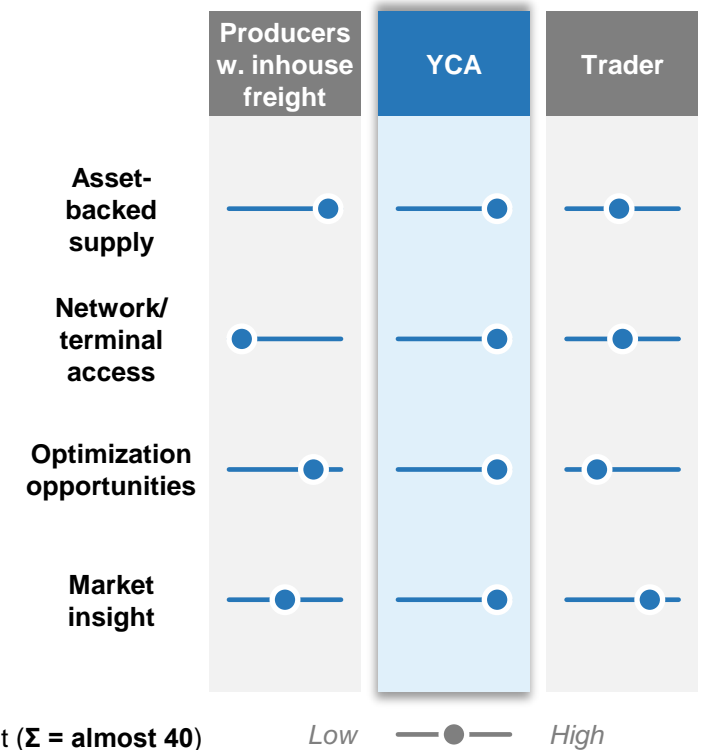 Producers
w. inhouse
freight
YCA
Trader
Asset-
backed
supply
Network/
terminal
access
Optimization
opportunities
Market
insight
t (Σ = almost 40)
Low
High